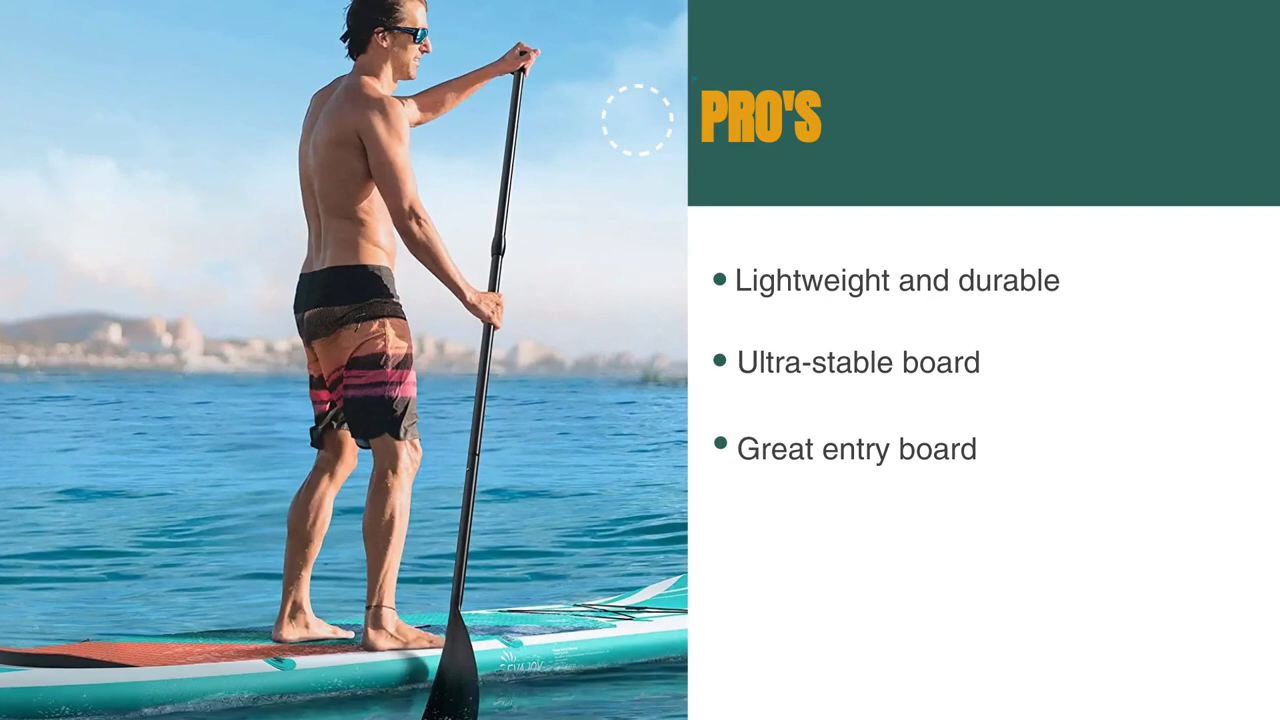 PRO'S
Lightweight and durable
Ultra-stable board
Great entry board